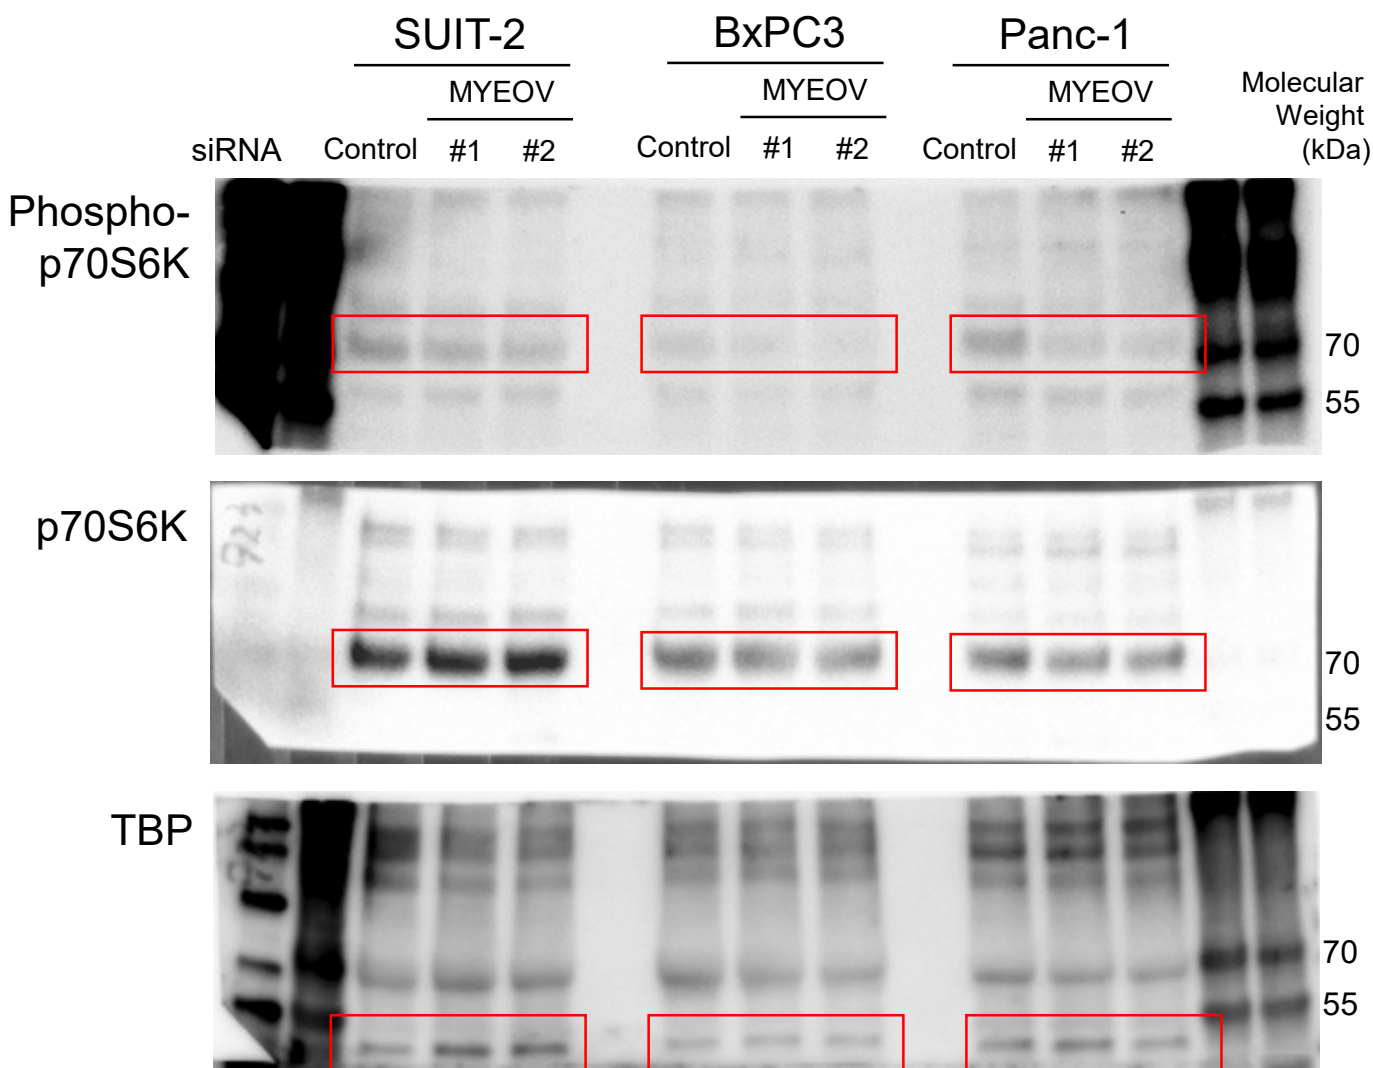 SUIT-2 BxPC3 Panc-1
MYEOV MYEOV MYEOV
Molecular
Weight
(kDa)
siRNA Control #1 #2 Control #1 #2 Control #1 #2
Phospho-
p70S6K
70
55
p70S6K
70
55
TBP
70
55